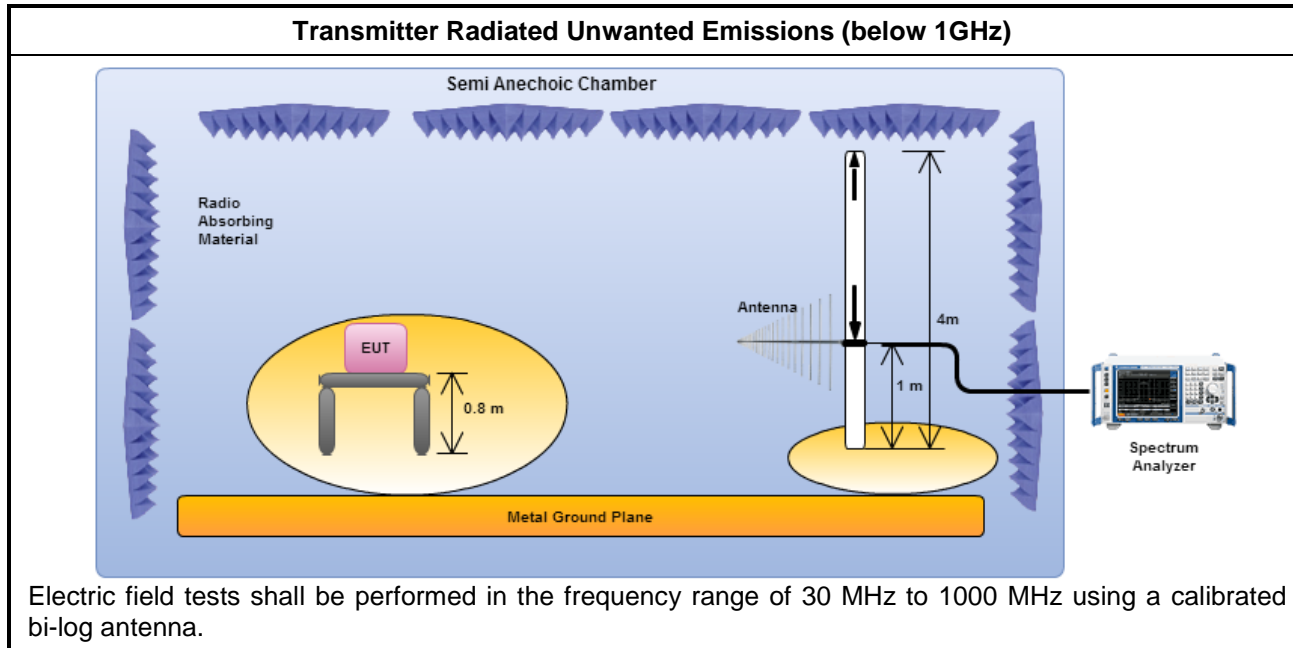 Transmitter Radiated Unwanted Emissions (below 1GHz)
Semi Anechoic Chamber
Radio
Absorbing
Material
Antenna
4m
EUT
1 m
0.8 m
Spectrum
Analyzer
Metal Ground Plane
Electric field tests shall be performed in the frequency range of 30 MHz to 1000 MHz using a calibrated
bi-log antenna.